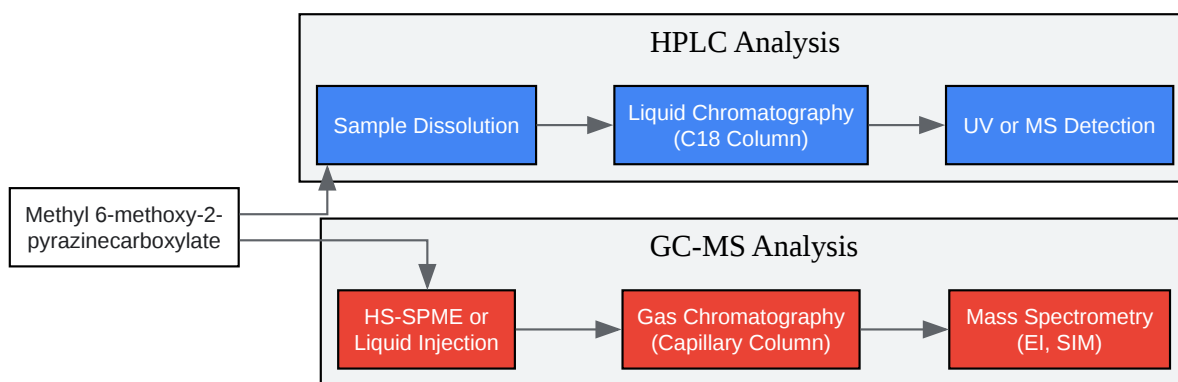 HPLC Analysis
Sample Dissolution
Liquid Chromatography
(C18 Column)
UV or MS Detection
Methyl 6-methoxy-2-
pyrazinecarboxylate
GC-MS Analysis
HS-SPME or
Liquid Injection
Gas Chromatography
(Capillary Column)
Mass Spectrometry
(EI, SIM)